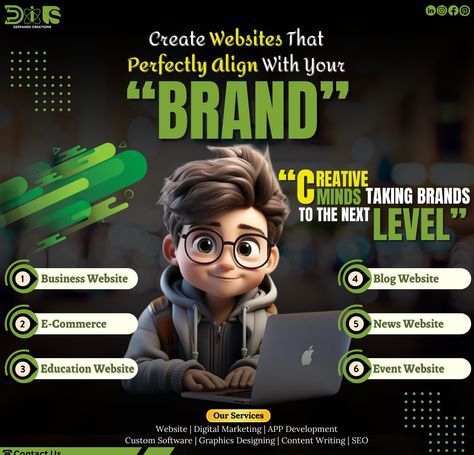 DEEPANSH CREATIONS
Create Websites That
Perfectly Align With Your
“BRAND”
“CREATIVE
MINDS TAKING BRANDS
TO THE NEXT LEVEL”
1 Business Website
2 E-Commerce
3 Education Website
4 Blog Website
5 News Website
6 Event Website
Our Services
Website | Digital Marketing | APP Development
Custom Software | Graphics Designing | Content Writing | SEO
Contact Us